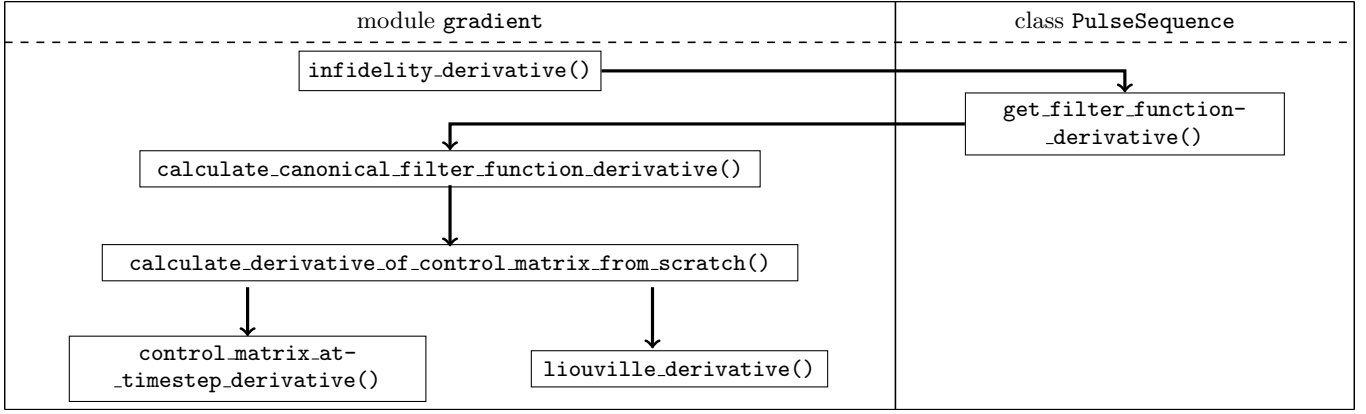 module gradient
class PulseSequence
infidelity_derivative()
get_filter_function-
_derivative()
calculate_canonical_filter_function_derivative()
calculate_derivative_of_control_matrix_from_scratch()
control_matrix_at-
_timestep_derivative()
liouville_derivative()